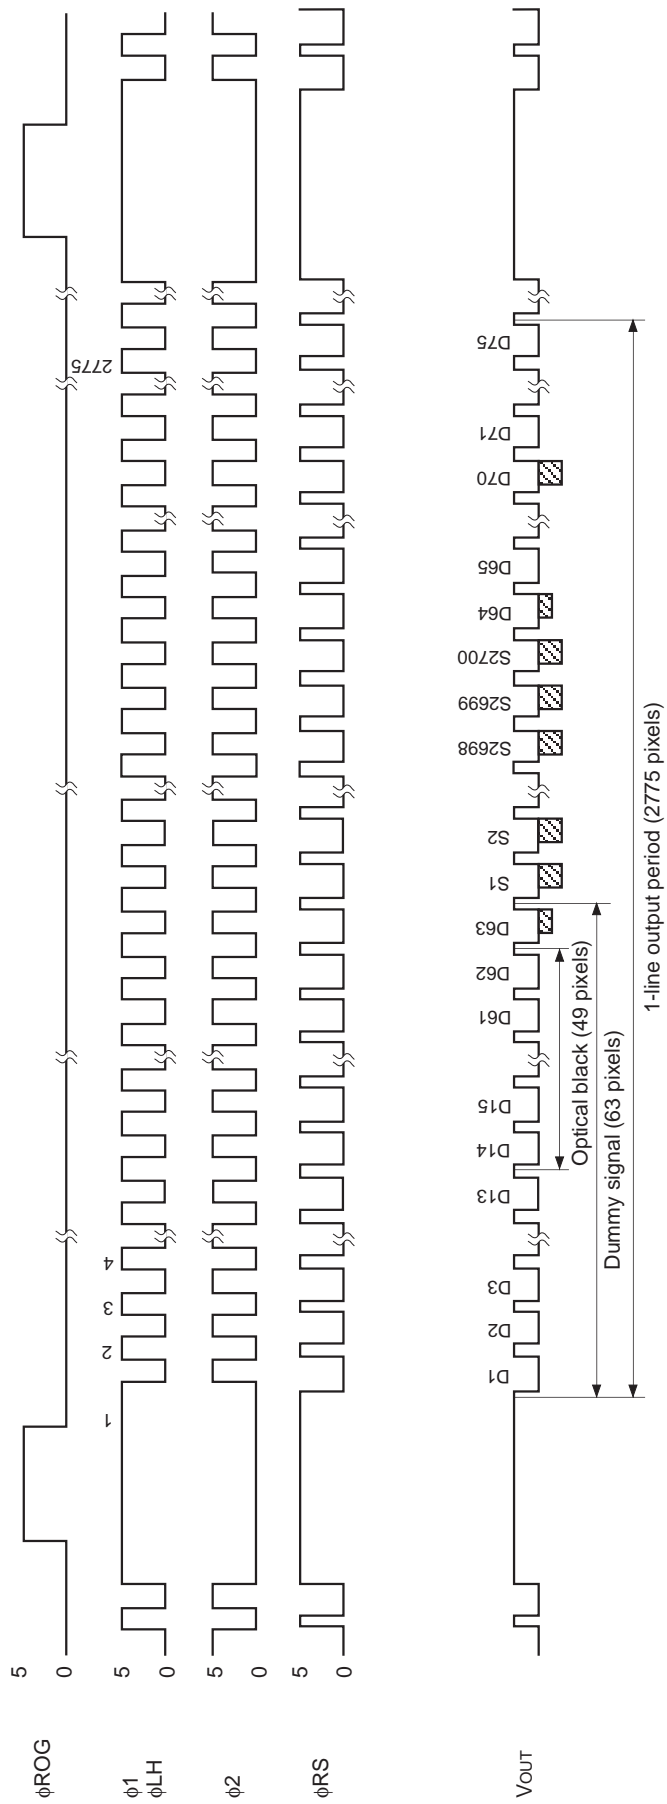 φROG
5
0
φ1
φLH
5
0
1
2
3
4
2775
φ2
5
0
φRS
5
0
VOUT
D1
D2
D3
D13
D14
D15
D61
D62
D63
S1
S2
S2698
S2699
S2700
D64
D65
D70
D71
D75
Optical black (49 pixels)
Dummy signal (63 pixels)
1-line output period (2775 pixels)